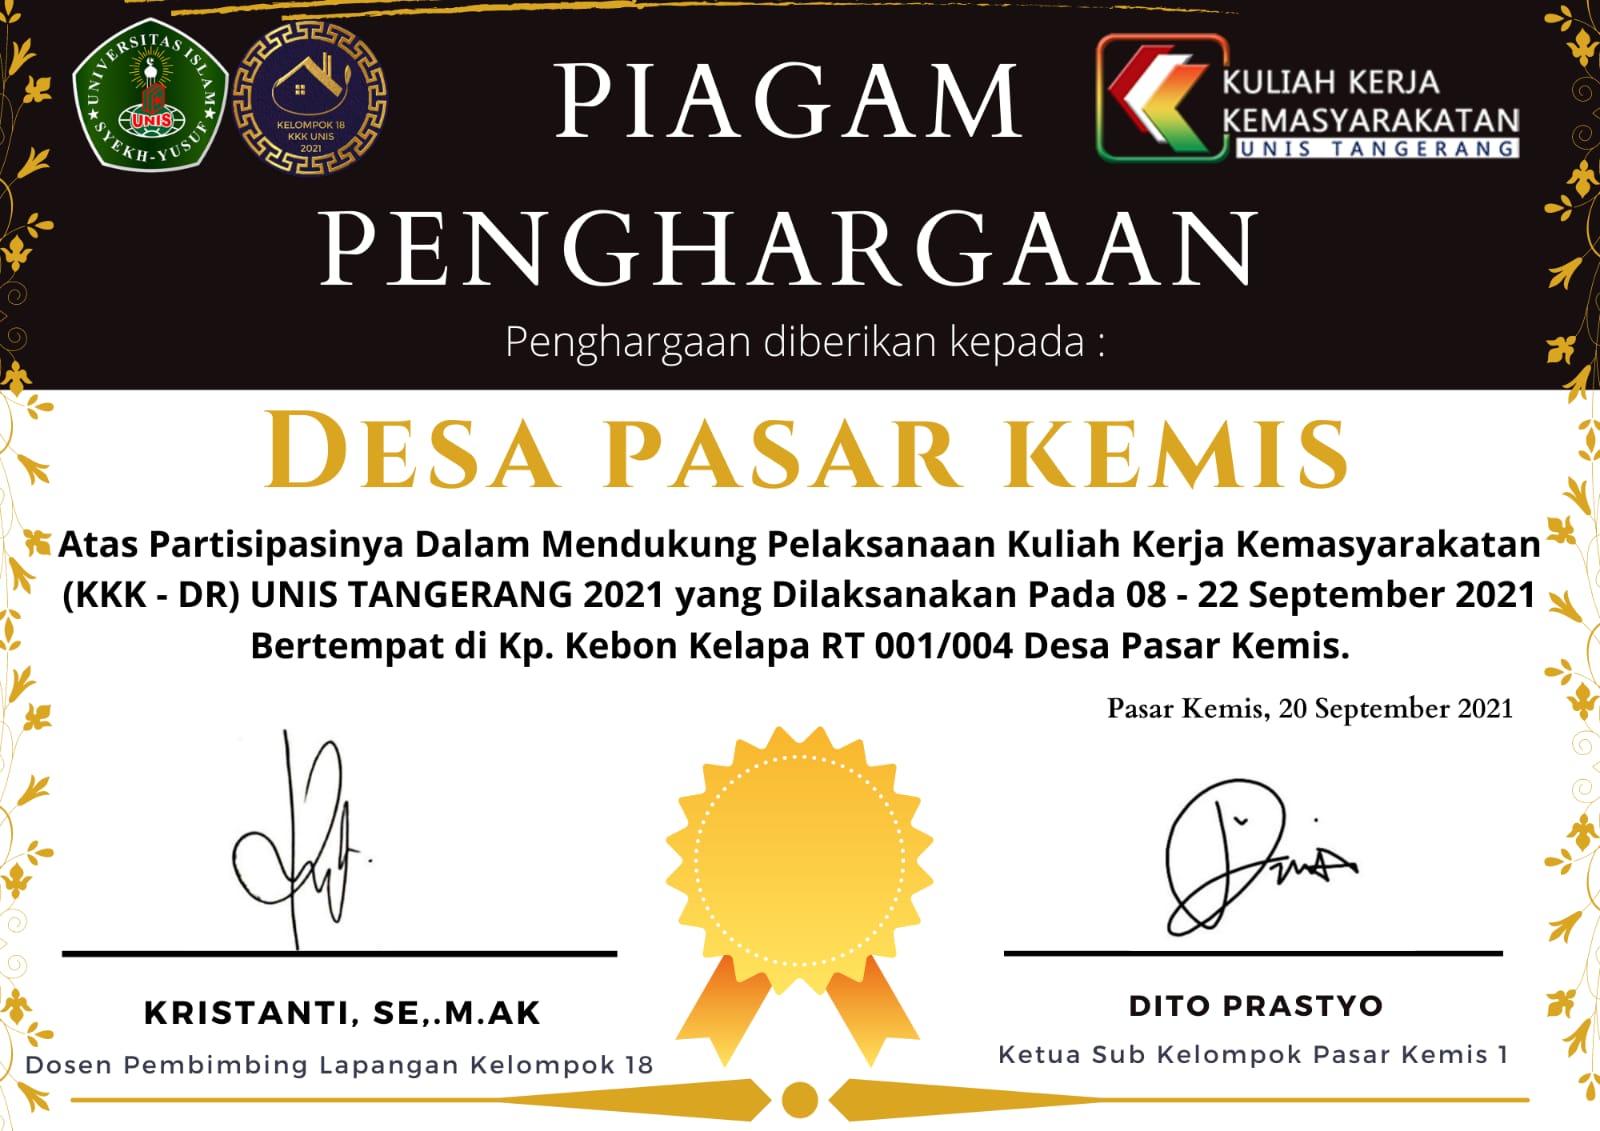 UNIVERSITAS ISLAM
UNIS
SYEKH-YUSUF
KELOMPOK 18
KKK UNIS
2021
KULIAH KERJA
KEMASYARAKATAN
UNIS TANGERANG
PIAGAM
PENGHARGAAN
Penghargaan diberikan kepada :
DESA PASAR KEMIS
Atas Partisipasinya Dalam Mendukung Pelaksanaan Kuliah Kerja Kemasyarakatan
(KKK - DR) UNIS TANGERANG 2021 yang Dilaksanakan Pada 08 - 22 September 2021
Bertempat di Kp. Kebon Kelapa RT 001/004 Desa Pasar Kemis.
Pasar Kemis, 20 September 2021
KRISTANTI, SE,.M.AK
Dosen Pembimbing Lapangan Kelompok 18
DITO PRASTYO
Ketua Sub Kelompok Pasar Kemis 1